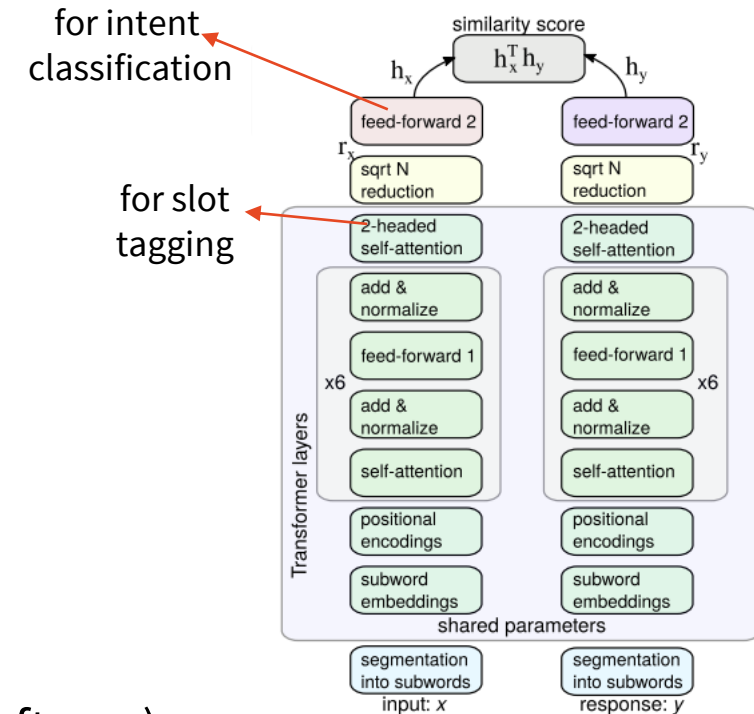 for intent
classification
similarity score
h_x^T h_y
h_x
h_y
feed-forward 2
feed-forward 2
r_x
r_y
sqrt N
reduction
sqrt N
reduction
for slot
tagging
2-headed
self-attention
2-headed
self-attention
add &
normalize
add &
normalize
feed-forward 1
feed-forward 1
x6
x6
add &
normalize
add &
normalize
self-attention
self-attention
Transformer layers
positional
encodings
positional
encodings
subword
embeddings
subword
embeddings
shared parameters
segmentation
into subwords
segmentation
into subwords
input: x
response: y